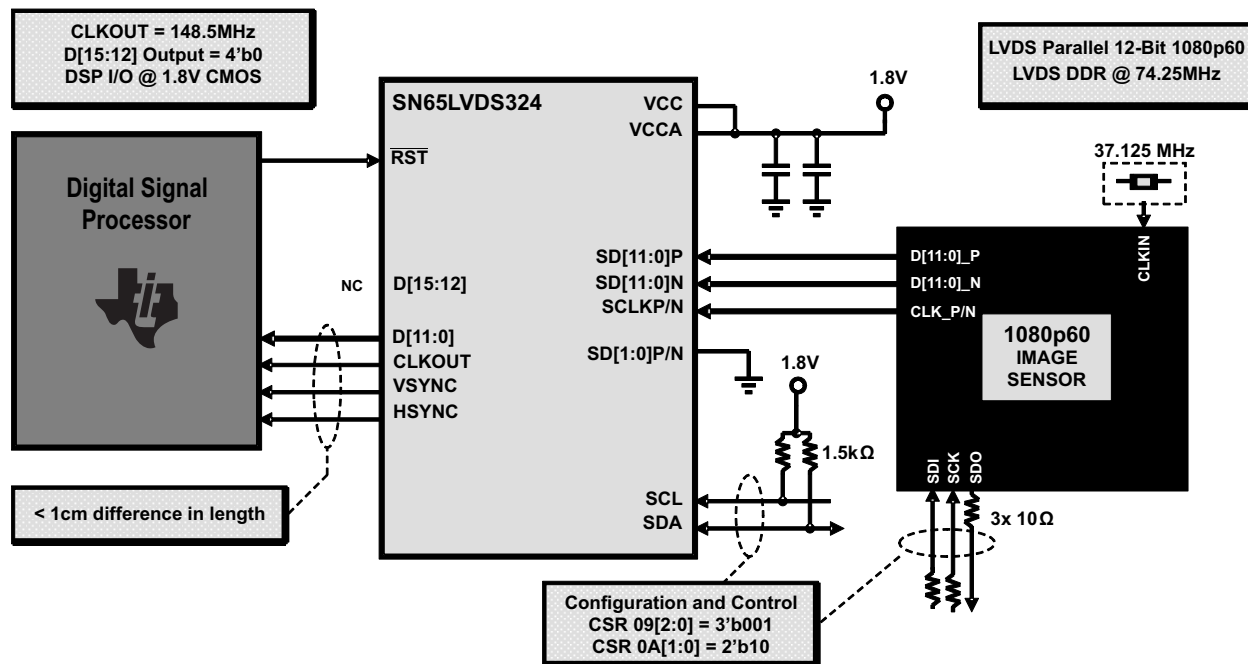 CLKOUT = 148.5MHz
D[15:12] Output = 4’b0
DSP I/O @ 1.8V CMOS
LVDS Parallel 12-Bit 1080p60
LVDS DDR @ 74.25MHz
Digital Signal
Processor
SN65LVDS324
VCC
VCCA
RST
SD[11:0]P
SD[11:0]N
SCLKP/N
SD[1:0]P/N
NC
D[15:12]
D[11:0]
CLKOUT
VSYNC
HSYNC
SCL
SDA
1.8V
1.8V
1.5kΩ
37.125 MHz
CLKIN
D[11:0]_P
D[11:0]_N
CLK_P/N
1080p60
IMAGE
SENSOR
SDI
SCK
SDO
3x 10Ω
< 1cm difference in length
Configuration and Control
CSR 09[2:0] = 3’b001
CSR 0A[1:0] = 2’b10